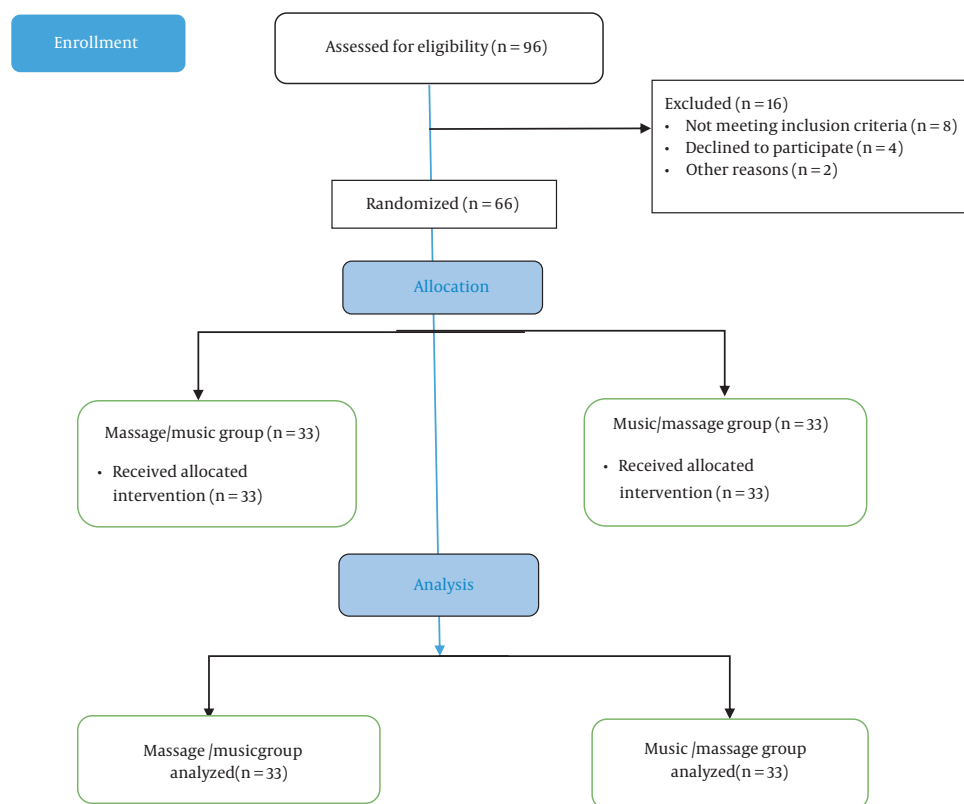 Enrollment
Assessed for eligibility (n = 96)
Excluded (n = 16)
• Not meeting inclusion criteria (n = 8)
• Declined to participate (n = 4)
• Other reasons (n = 2)
Randomized (n = 66)
Allocation
Massage/music group (n = 33)
• Received allocated
intervention (n = 33)
Music/massage group (n = 33)
• Received allocated
intervention (n = 33)
Analysis
Massage /musicgroup
analyzed(n = 33)
Music /massage group
analyzed(n = 33)